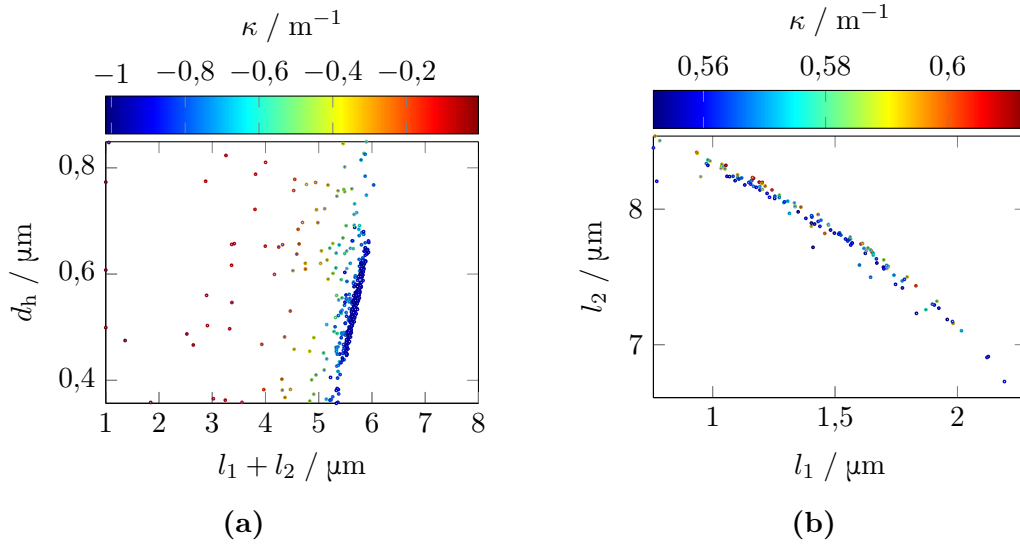 κ / m⁻¹
−1 −0,8 −0,6 −0,4 −0,2
0,8
0,6
0,4
d_h / µm
1 2 3 4 5 6 7 8
l₁ + l₂ / µm
(a)
κ / m⁻¹
0,56 0,58 0,6
8
7
l₂ / µm
1 1,5 2
l₁ / µm
(b)